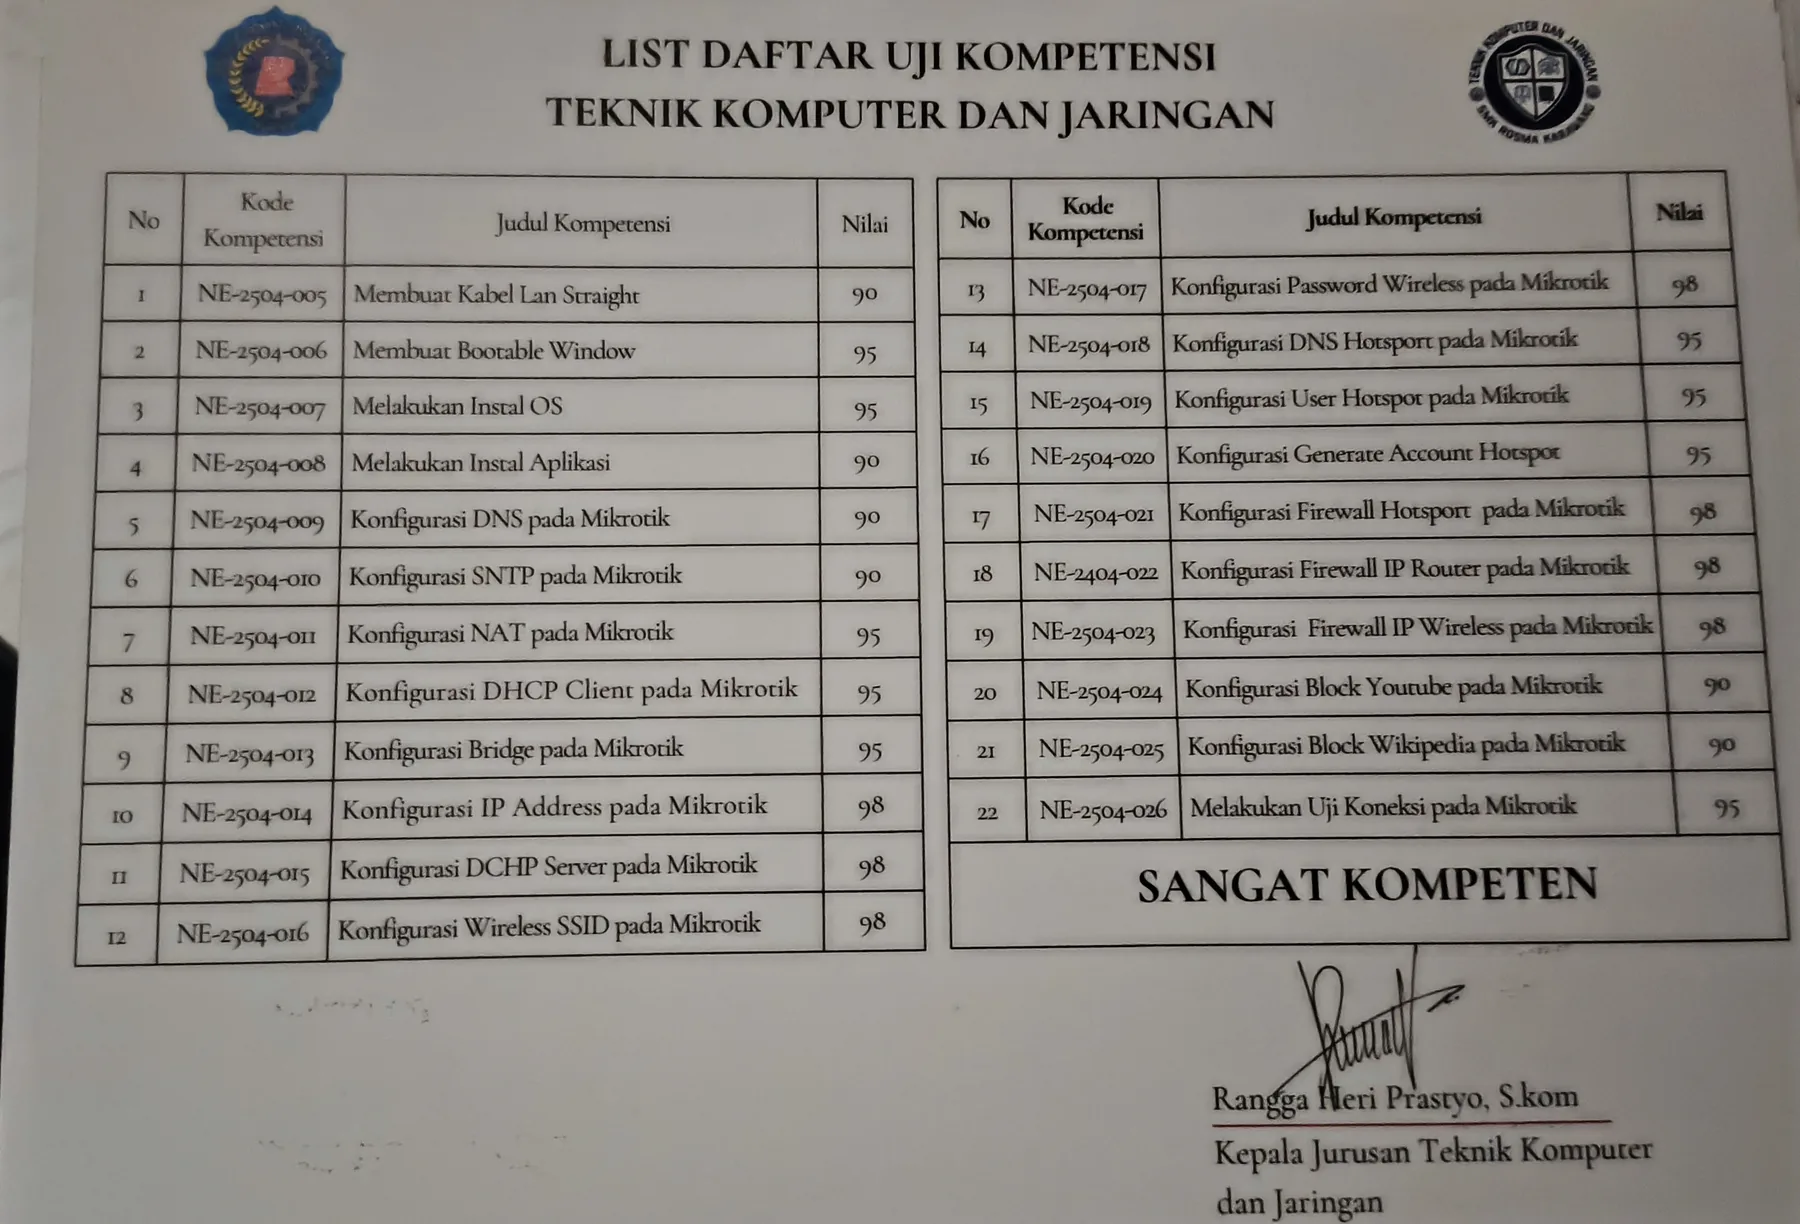 LIST DAFTAR UJI KOMPETENSI
TEKNIK KOMPUTER DAN JARINGAN
TEKNIK KOMPUTER DAN JARINGAN
SMK ROSMA KARAWANG
No Kode Kompetensi Judul Kompetensi Nilai
1 NE-2504-005 Membuat Kabel Lan Straight 90
2 NE-2504-006 Membuat Bootable Window 95
3 NE-2504-007 Melakukan Instal OS 95
4 NE-2504-008 Melakukan Instal Aplikasi 90
5 NE-2504-009 Konfigurasi DNS pada Mikrotik 90
6 NE-2504-010 Konfigurasi SNTP pada Mikrotik 90
7 NE-2504-011 Konfigurasi NAT pada Mikrotik 95
8 NE-2504-012 Konfigurasi DHCP Client pada Mikrotik 95
9 NE-2504-013 Konfigurasi Bridge pada Mikrotik 95
10 NE-2504-014 Konfigurasi IP Address pada Mikrotik 98
11 NE-2504-015 Konfigurasi DCHP Server pada Mikrotik 98
12 NE-2504-016 Konfigurasi Wireless SSID pada Mikrotik 98
No Kode Kompetensi Judul Kompetensi Nilai
13 NE-2504-017 Konfigurasi Password Wireless pada Mikrotik 98
14 NE-2504-018 Konfigurasi DNS Hotsport pada Mikrotik 95
15 NE-2504-019 Konfigurasi User Hotspot pada Mikrotik 95
16 NE-2504-020 Konfigurasi Generate Account Hotspot 95
17 NE-2504-021 Konfigurasi Firewall Hotsport pada Mikrotik 98
18 NE-2404-022 Konfigurasi Firewall IP Router pada Mikrotik 98
19 NE-2504-023 Konfigurasi Firewall IP Wireless pada Mikrotik 98
20 NE-2504-024 Konfigurasi Block Youtube pada Mikrotik 90
21 NE-2504-025 Konfigurasi Block Wikipedia pada Mikrotik 90
22 NE-2504-026 Melakukan Uji Koneksi pada Mikrotik 95
SANGAT KOMPETEN
Rangga Heri Prastyo, S.kom
Kepala Jurusan Teknik Komputer
dan Jaringan